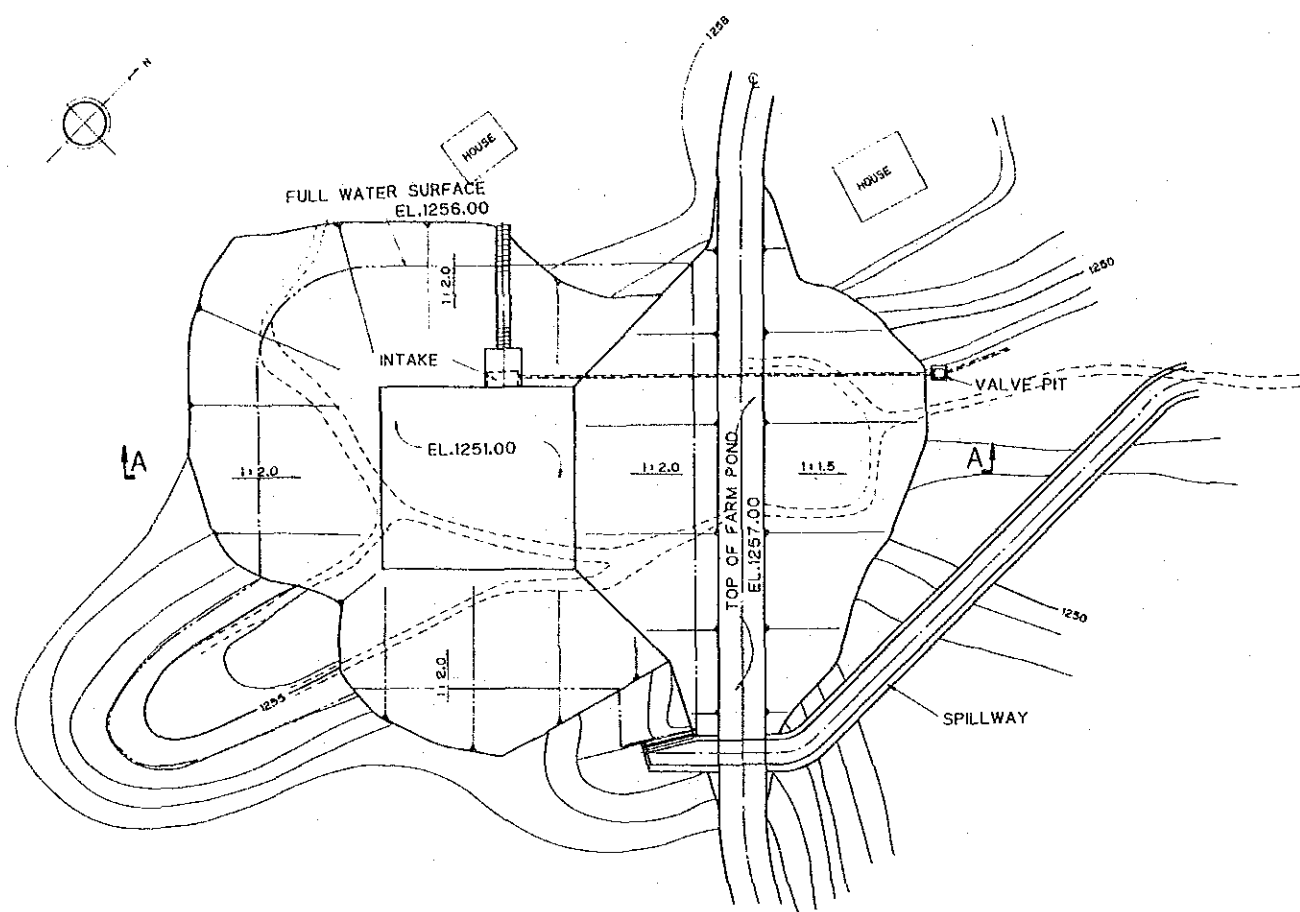 1258
N
℄
HOUSE
HOUSE
FULL WATER SURFACE
EL.1256.00
1:2.0
1250
INTAKE
VALVE PIT
A
EL.1251.00
1:2.0
1:2.0
1:1.5
A
TOP OF FARM POND
EL.1257.00
1250
1:2.0
1255
SPILLWAY